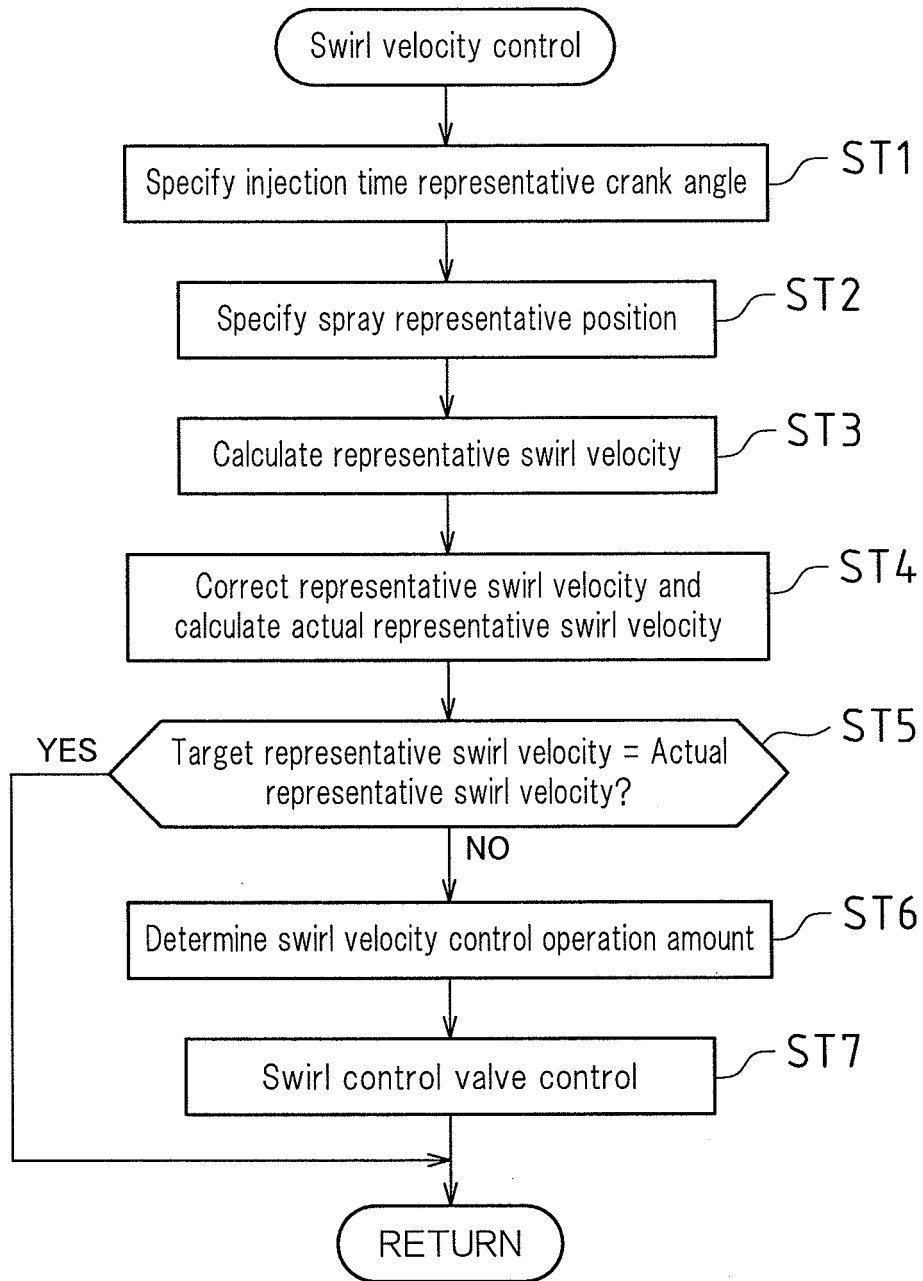 Swirl velocity control
Specify injection time representative crank angle
ST1
Specify spray representative position
ST2
Calculate representative swirl velocity
ST3
Correct representative swirl velocity and
calculate actual representative swirl velocity
ST4
YES
Target representative swirl velocity = Actual
representative swirl velocity?
ST5
NO
Determine swirl velocity control operation amount
ST6
Swirl control valve control
ST7
RETURN